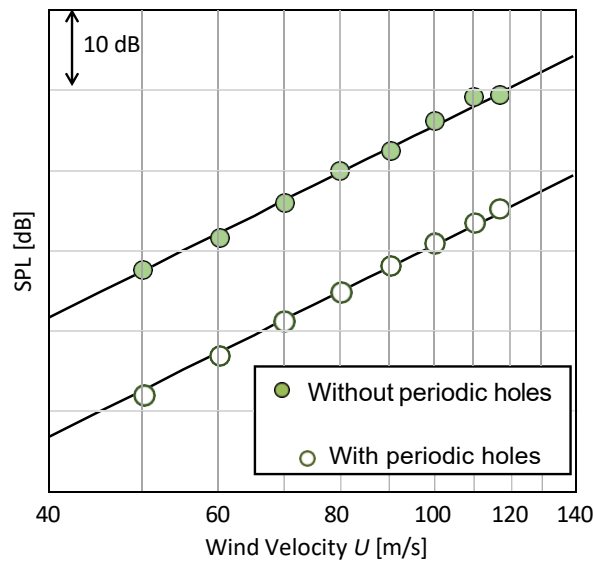 10 dB
SPL [dB]
Without periodic holes
With periodic holes
40 60 80 100 120 140
Wind Velocity U [m/s]